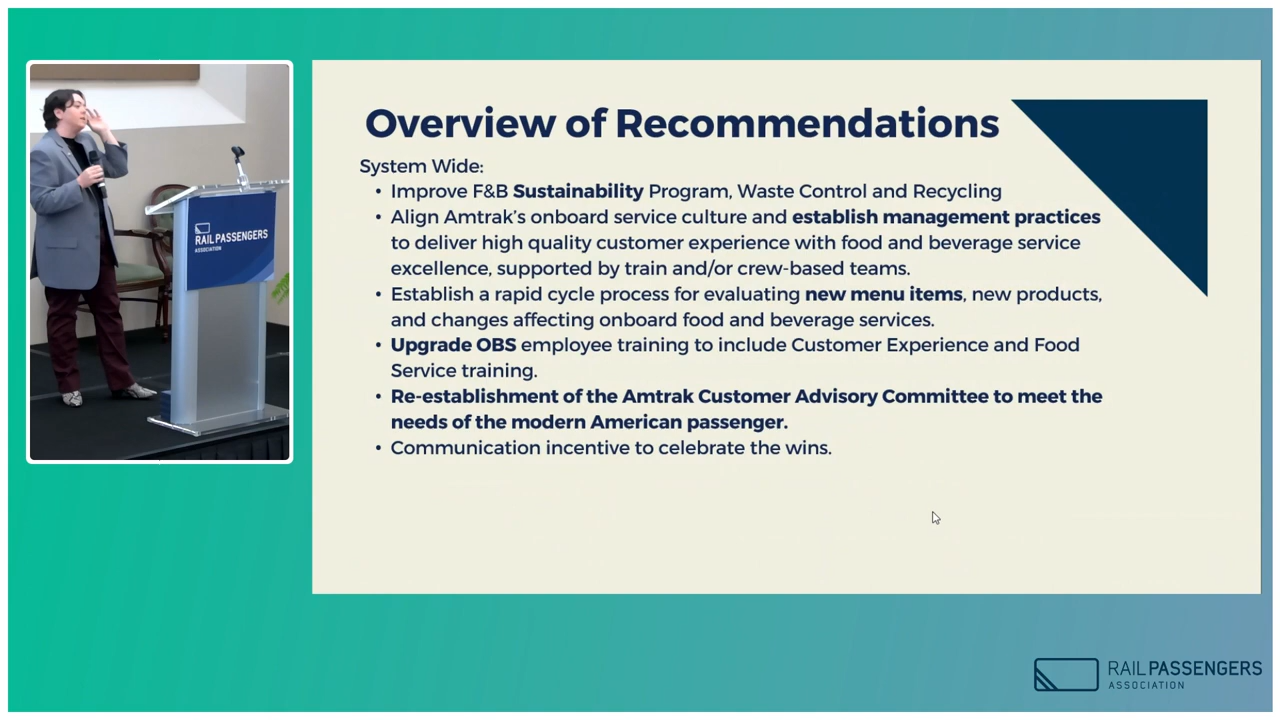 Overview of Recommendations
System Wide:
• Improve F&B Sustainability Program, Waste Control and Recycling
• Align Amtrak's onboard service culture and establish management practices
to deliver high quality customer experience with food and beverage service
excellence, supported by train and/or crew-based teams.
• Establish a rapid cycle process for evaluating new menu items, new products,
and changes affecting onboard food and beverage services.
• Upgrade OBS employee training to include Customer Experience and Food
Service training.
• Re-establishment of the Amtrak Customer Advisory Committee to meet the
needs of the modern American passenger.
• Communication incentive to celebrate the wins.
RAIL PASSENGERS
ASSOCIATION
RAIL PASSENGERS
ASSOCIATION